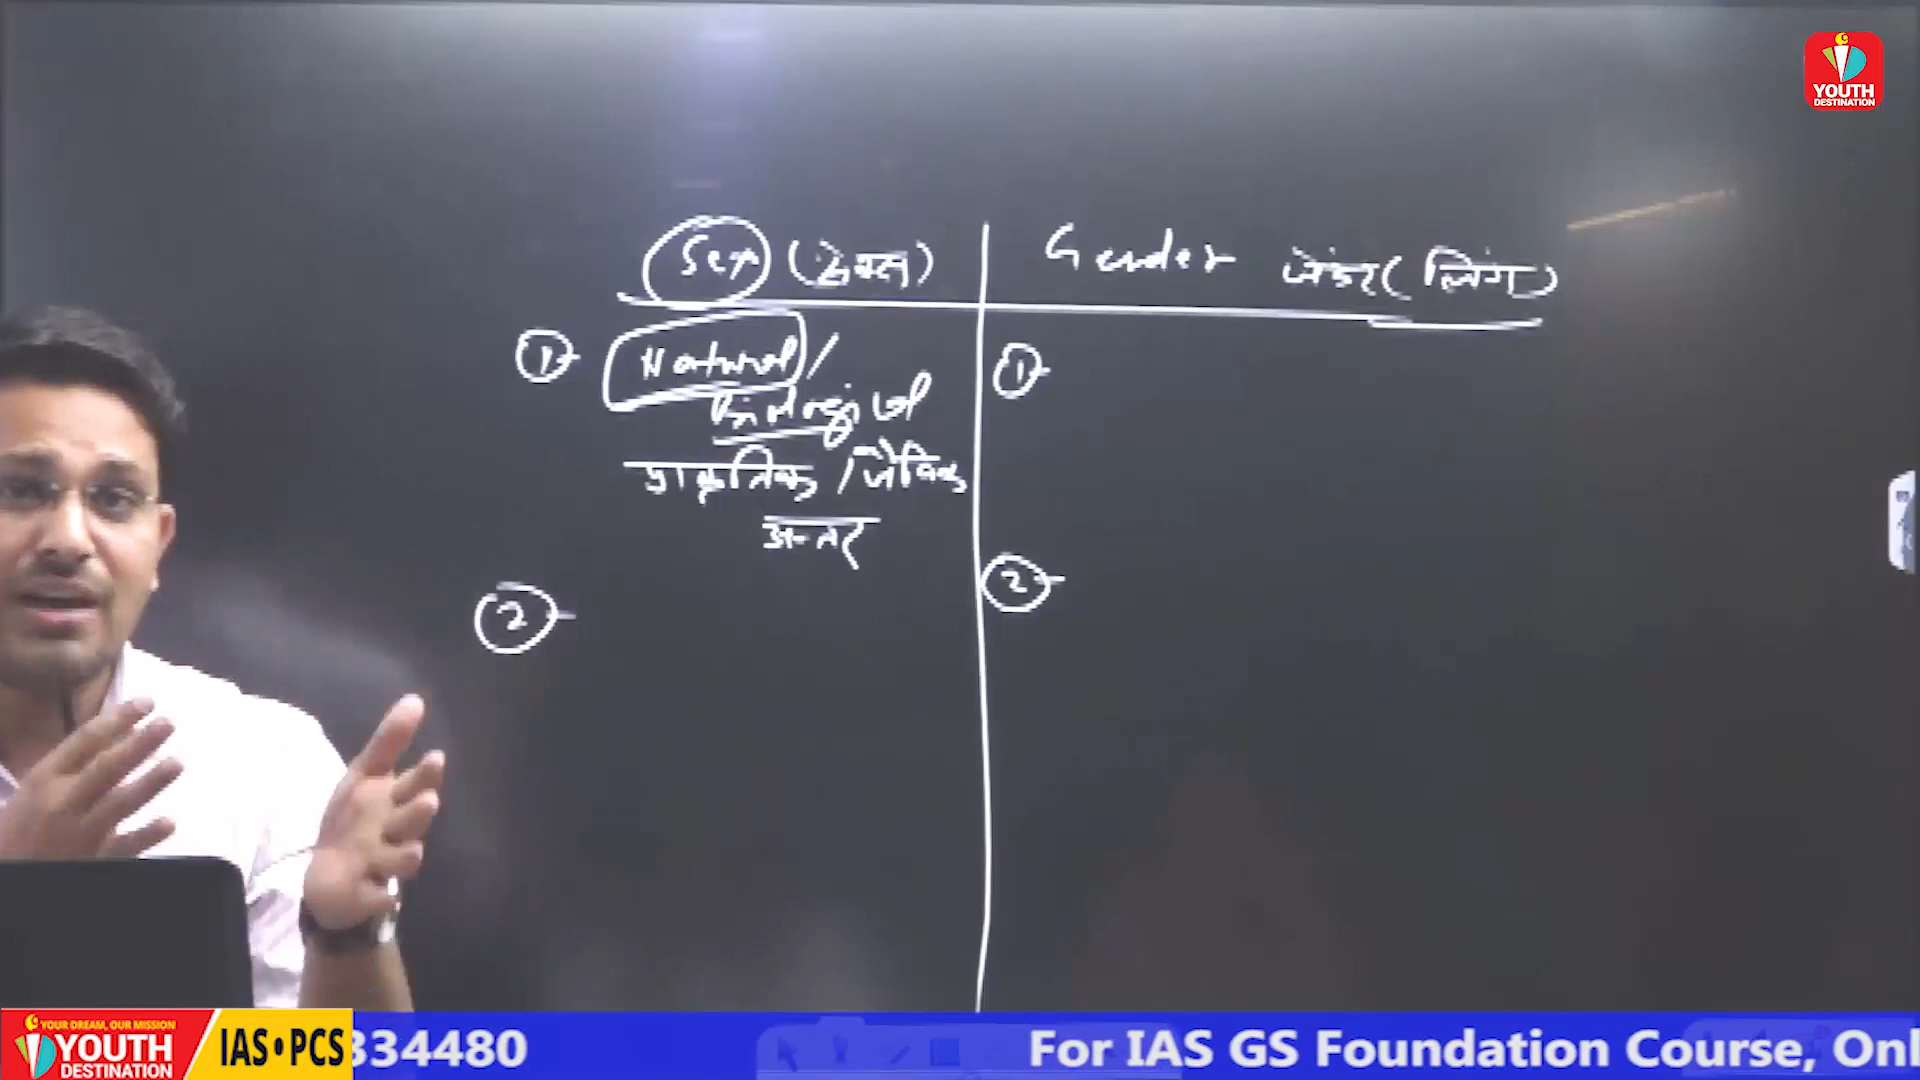 YOUTH
DESTINATION
Sex (सेक्स) Gender जेंडर (लिंग)
① Natural/ ①
Biological
प्राकृतिक / जैविक
अन्तर
② ②
YOUR DREAM, OUR MISSION
YOUTH
DESTINATION
IAS•PCS
334480 For IAS GS Foundation Course, Onl